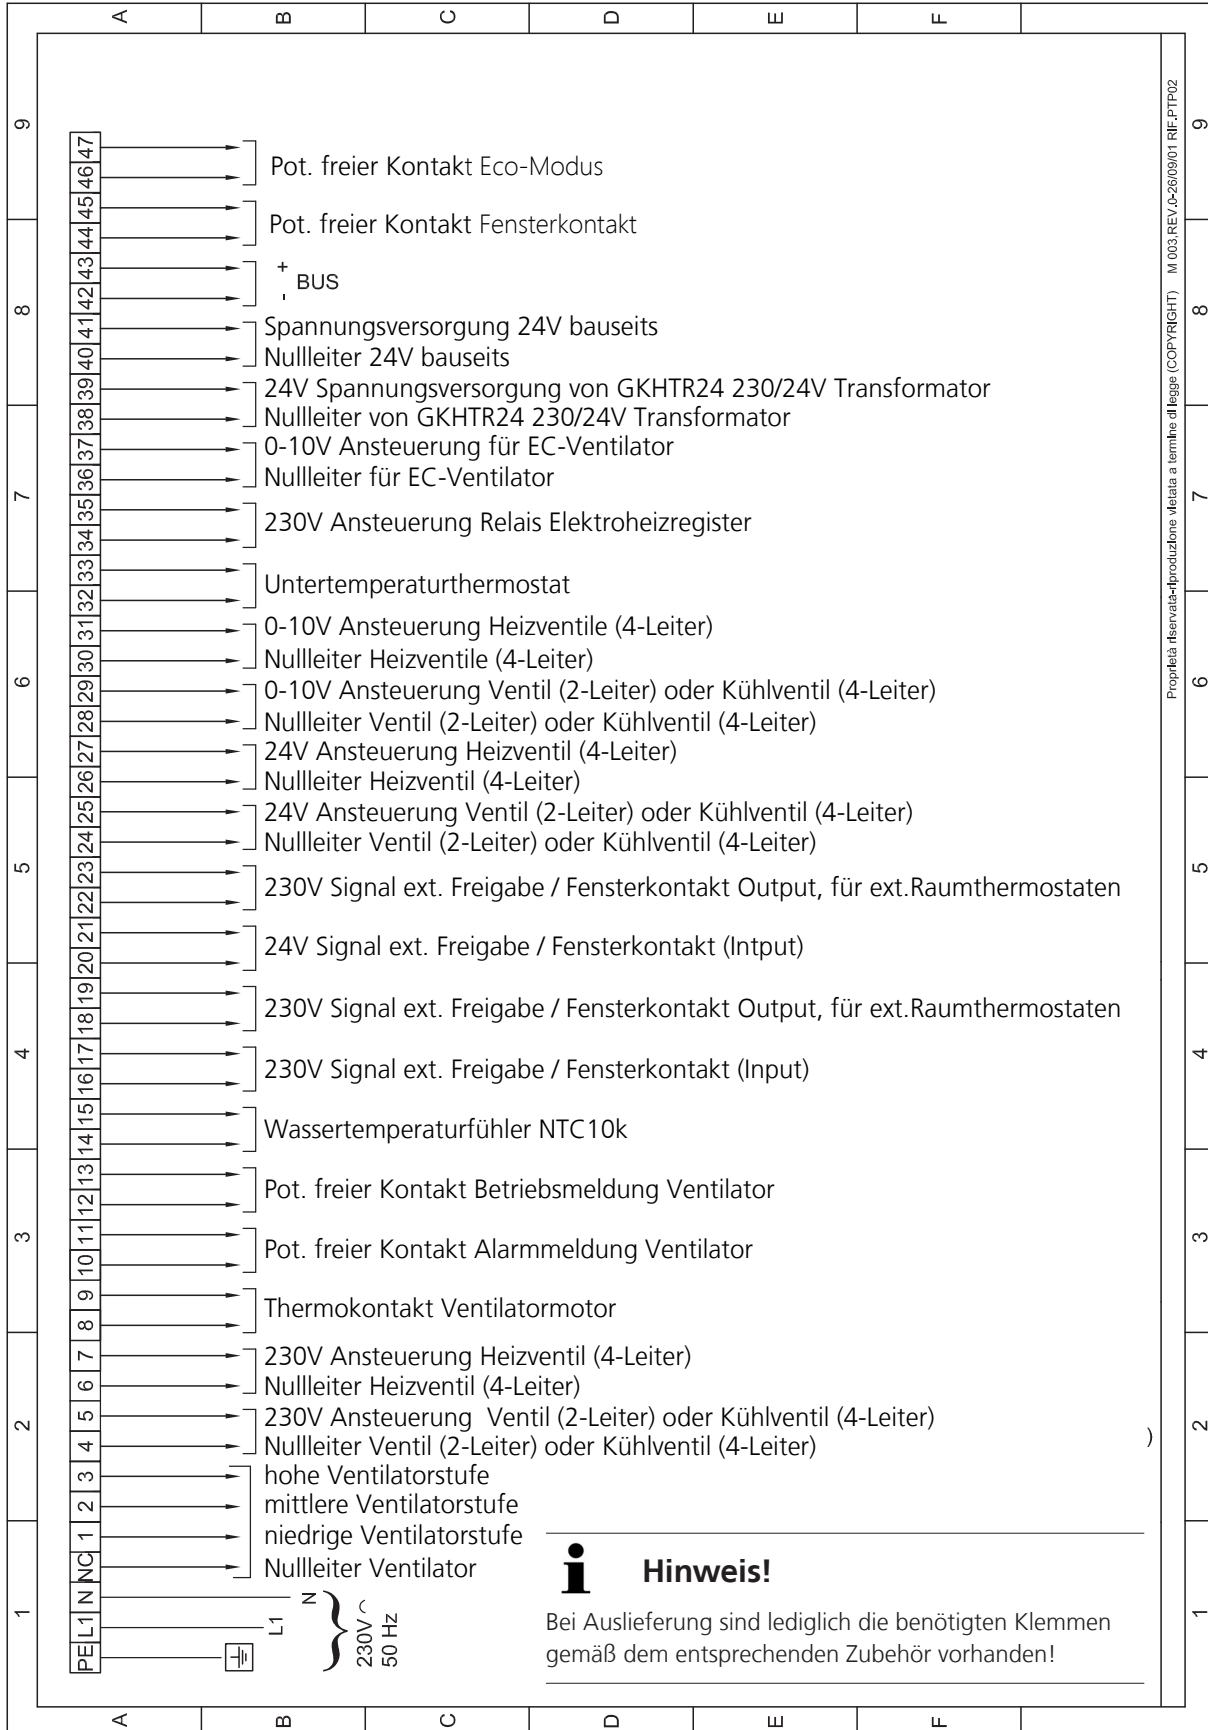 A B C D E F
9
47
46
Pot. freier Kontakt Eco-Modus
45
44
Pot. freier Kontakt Fensterkontakt
8
43
42
+
BUS
-
41
Spannungsversorgung 24V bauseits
40
Nullleiter 24V bauseits
39
24V Spannungsversorgung von GKHTR24 230/24V Transformator
38
Nullleiter von GKHTR24 230/24V Transformator
7
37
0-10V Ansteuerung für EC-Ventilator
36
Nullleiter für EC-Ventilator
35
34
230V Ansteuerung Relais Elektroheizregister
33
32
Untertemperaturthermostat
6
31
0-10V Ansteuerung Heizventile (4-Leiter)
30
Nullleiter Heizventile (4-Leiter)
29
0-10V Ansteuerung Ventil (2-Leiter) oder Kühlventil (4-Leiter)
28
Nullleiter Ventil (2-Leiter) oder Kühlventil (4-Leiter)
27
24V Ansteuerung Heizventil (4-Leiter)
26
Nullleiter Heizventil (4-Leiter)
5
25
24V Ansteuerung Ventil (2-Leiter) oder Kühlventil (4-Leiter)
24
Nullleiter Ventil (2-Leiter) oder Kühlventil (4-Leiter)
23
22
230V Signal ext. Freigabe / Fensterkontakt Output, für ext.Raumthermostaten
21
20
24V Signal ext. Freigabe / Fensterkontakt (Intput)
4
19
18
230V Signal ext. Freigabe / Fensterkontakt Output, für ext.Raumthermostaten
17
16
230V Signal ext. Freigabe / Fensterkontakt (Input)
15
14
Wassertemperaturfühler NTC10k
3
13
12
Pot. freier Kontakt Betriebsmeldung Ventilator
11
10
Pot. freier Kontakt Alarmmeldung Ventilator
9
8
Thermokontakt Ventilatormotor
2
7
230V Ansteuerung Heizventil (4-Leiter)
6
Nullleiter Heizventil (4-Leiter)
5
230V Ansteuerung Ventil (2-Leiter) oder Kühlventil (4-Leiter)
4
Nullleiter Ventil (2-Leiter) oder Kühlventil (4-Leiter)
)
3
hohe Ventilatorstufe
2
mittlere Ventilatorstufe
1
1
niedrige Ventilatorstufe
NC
Nullleiter Ventilator
N
N
L1
L1
PE
230V ~
50 Hz
i Hinweis!
Bei Auslieferung sind lediglich die benötigten Klemmen
gemäß dem entsprechenden Zubehör vorhanden!
Proprietà riservata-riproduzione vietata a termine di legge (COPYRIGHT) M 003,REV.0-26/09/01 RIF.PTP02
9
8
7
6
5
4
3
2
1
A B C D E F